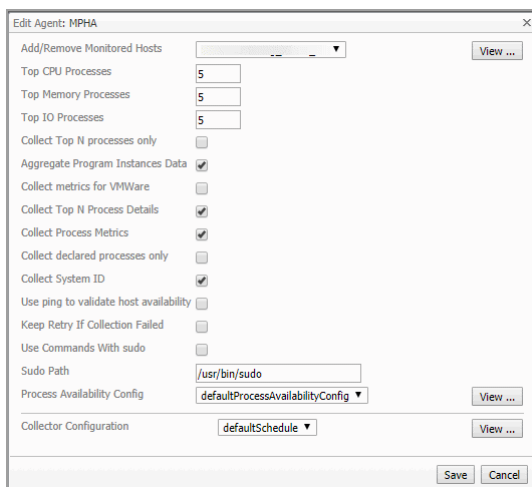 Edit Agent: MPHA ×
Add/Remove Monitored Hosts View ...
Top CPU Processes 5
Top Memory Processes 5
Top IO Processes 5
Collect Top N processes only
Aggregate Program Instances Data
Collect metrics for VMWare
Collect Top N Process Details
Collect Process Metrics
Collect declared processes only
Collect System ID
Use ping to validate host availability
Keep Retry If Collection Failed
Use Commands With sudo
Sudo Path /usr/bin/sudo
Process Availability Config defaultProcessAvailabilityConfig View ...
Collector Configuration defaultSchedule View ...
Save Cancel